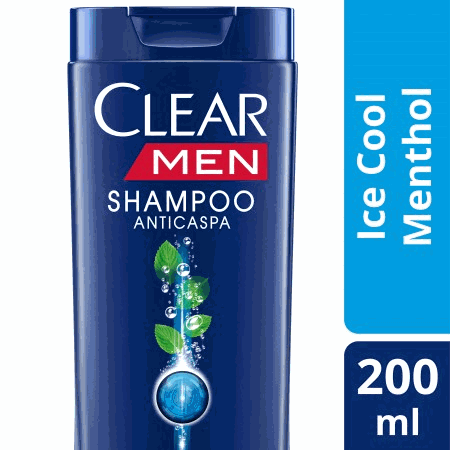 CLEAR
MEN
SHAMPOO
ANTICASPA
Ice Cool
Menthol
200
ml